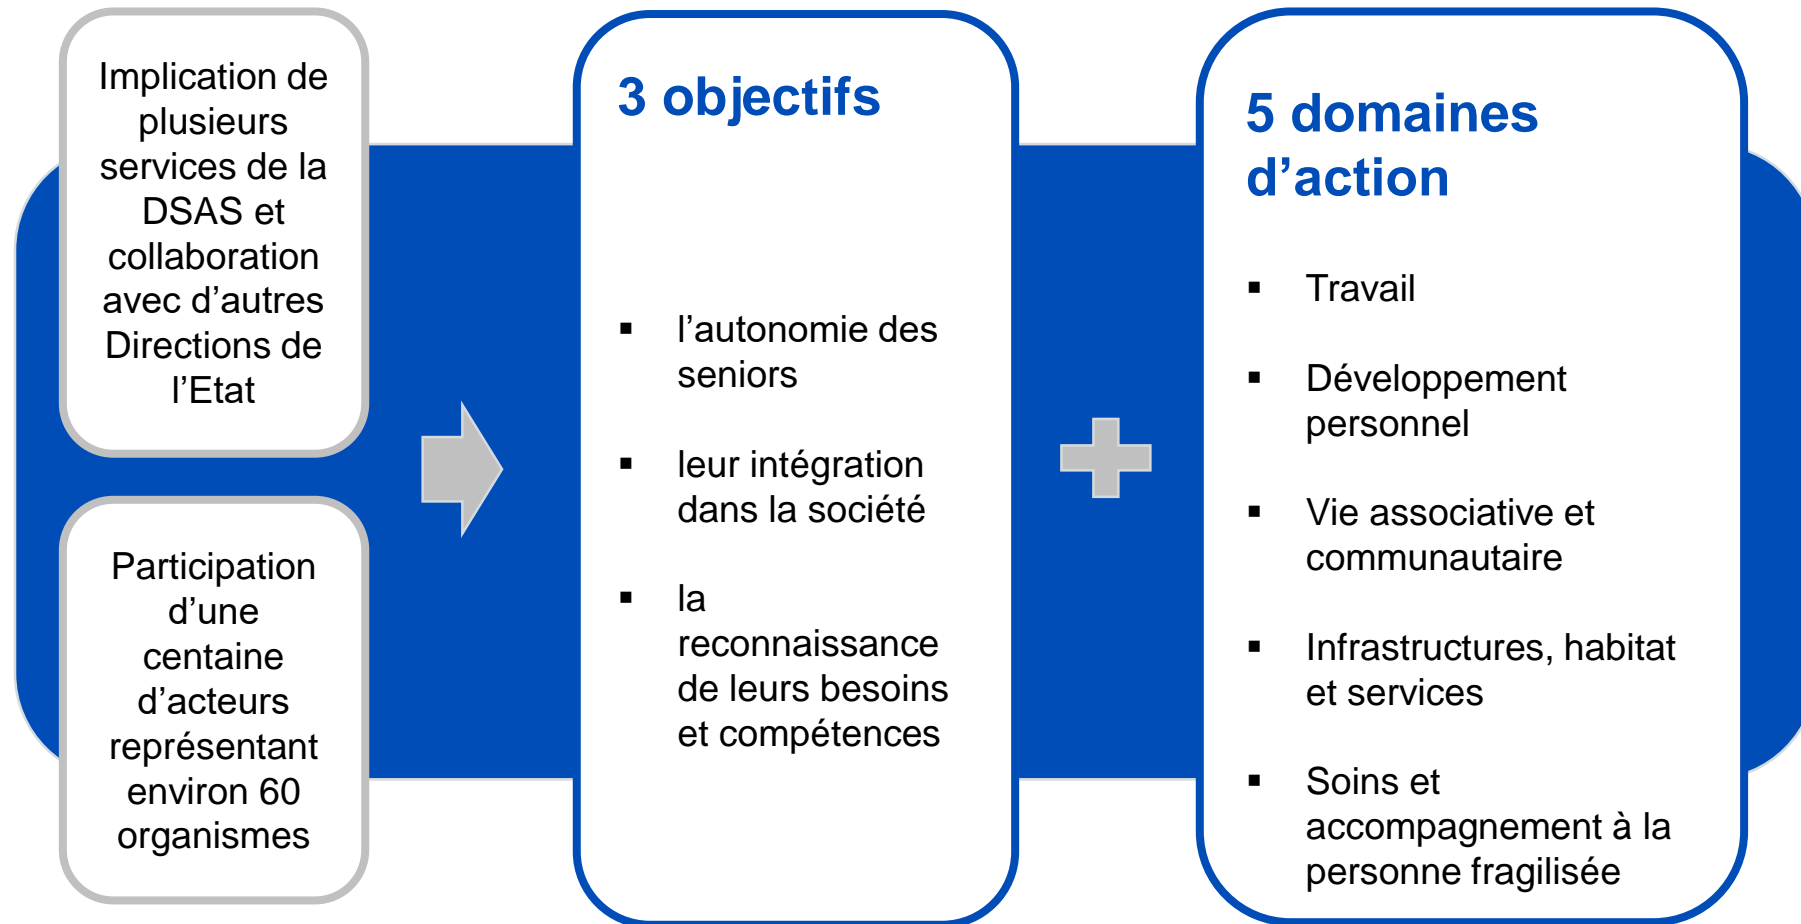 Implication de
plusieurs
services de la
DSAS et
collaboration
avec d’autres
Directions de
l’Etat
Participation
d’une
centaine
d’acteurs
représentant
environ 60
organismes
3 objectifs
▪ l’autonomie des
seniors
▪ leur intégration
dans la société
▪ la
reconnaissance
de leurs besoins
et compétences
5 domaines
d’action
▪ Travail
▪ Développement
personnel
▪ Vie associative et
communautaire
▪ Infrastructures, habitat
et services
▪ Soins et
accompagnement à la
personne fragilisée